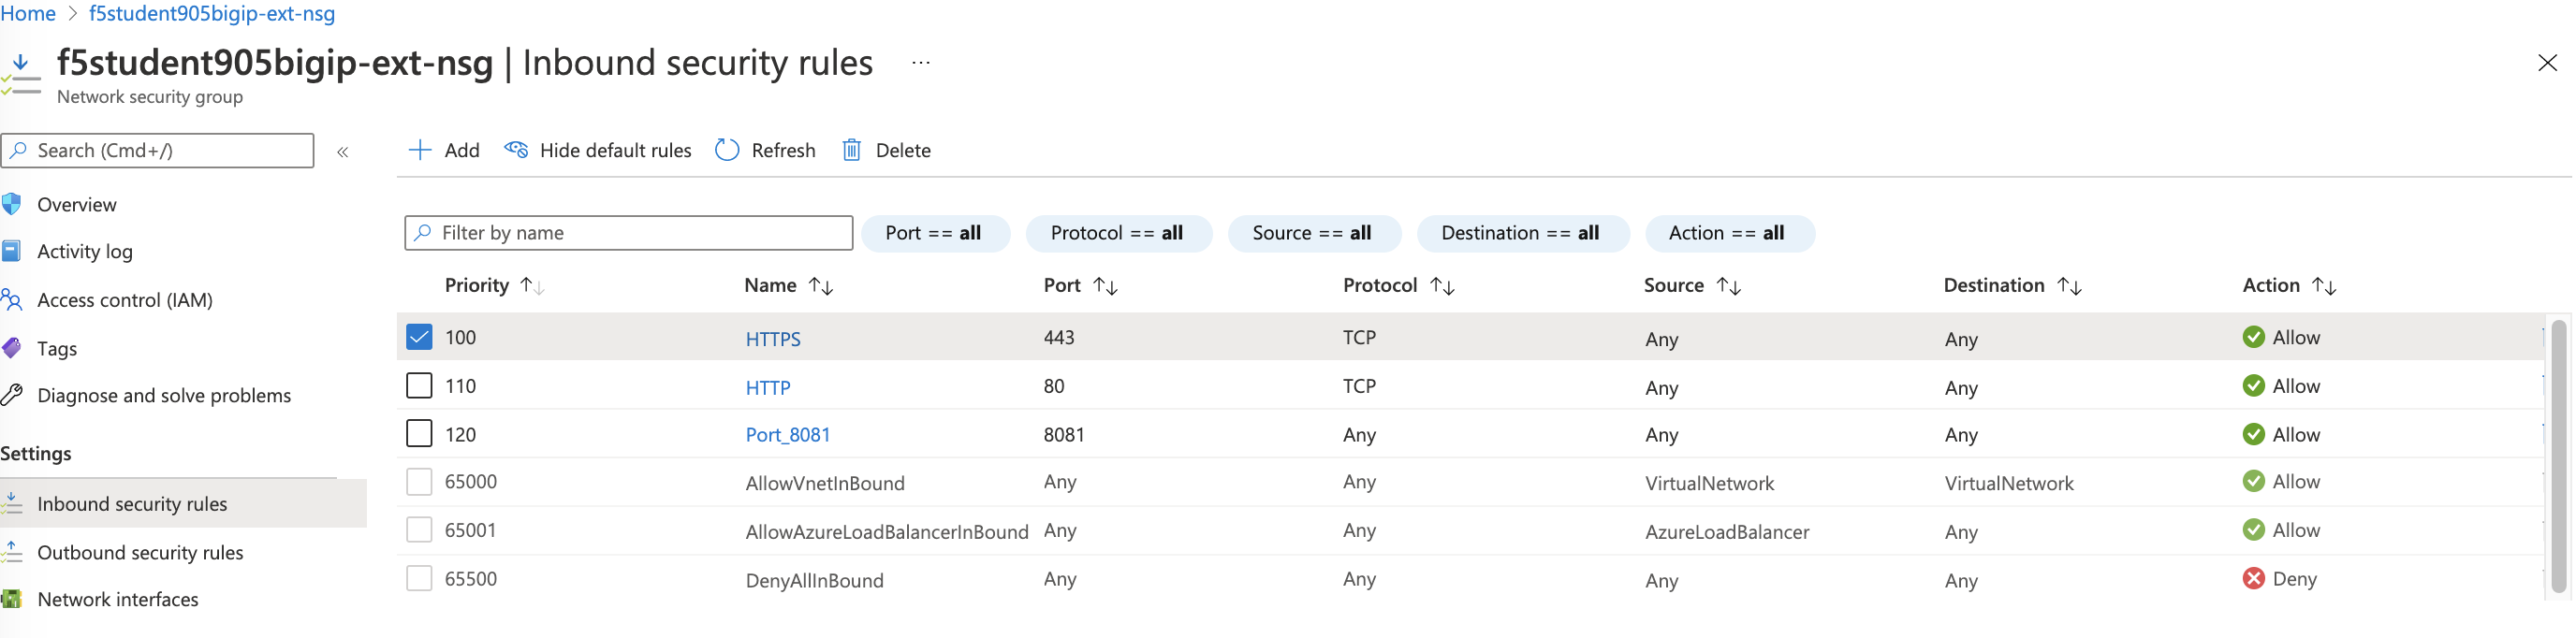 Home > f5student905bigip-ext-nsg
f5student905bigip-ext-nsg | Inbound security rules ...
Network security group
Search (Cmd+/) «
Overview
Activity log
Access control (IAM)
Tags
Diagnose and solve problems
Settings
Inbound security rules
Outbound security rules
Network interfaces
Add Hide default rules Refresh Delete
Filter by name Port == all Protocol == all Source == all Destination == all Action == all
Priority Name Port Protocol Source Destination Action
100 HTTPS 443 TCP Any Any Allow
110 HTTP 80 TCP Any Any Allow
120 Port_8081 8081 Any Any Any Allow
65000 AllowVnetInBound Any Any VirtualNetwork VirtualNetwork Allow
65001 AllowAzureLoadBalancerInBound Any Any AzureLoadBalancer Any Allow
65500 DenyAllInBound Any Any Any Any Deny